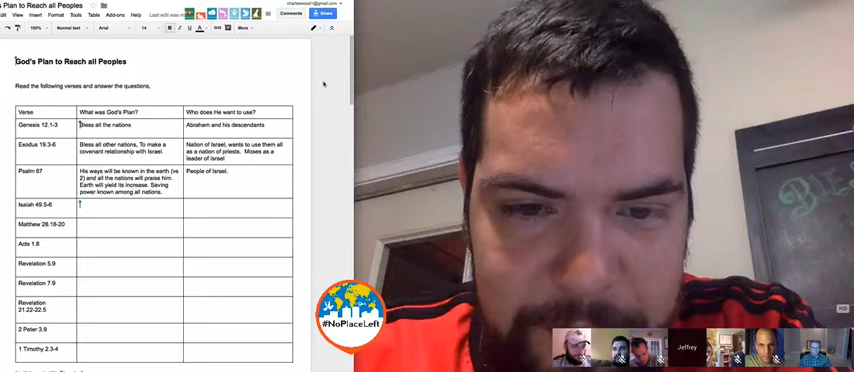 s Plan to Reach all Peoples
charlieswood1@gmail.com
View Insert Format Tools Table Add-ons Help Last edit was
Comments Share
100% Normal text Arial 14 B I U A More
God's Plan to Reach all Peoples
Read the following verses and answer the questions,
Verse What was God's Plan? Who does He want to use?
Genesis 12.1-3 Bless all the nations Abraham and his descendants
Exodus 19.3-6 Bless all other nations, To make a Nation of Israel, wants to use them all
covenant relationship with Israel. as a nation of priests. Moses as a
leader of Israel
Psalm 67 His ways will be known in the earth (vs People of Israel.
2) and all the nations will praise him.
Earth will yield its increase. Saving
power known among all nations.
Isaiah 49.5-6
Matthew 28.18-20
Acts 1.8
Revelation 5.9
Revelation 7.9
Revelation
21.22-22.5
2 Peter 3.9
1 Timothy 2.3-4
#NoPlaceLeft
BLES
HD
Jeffrey